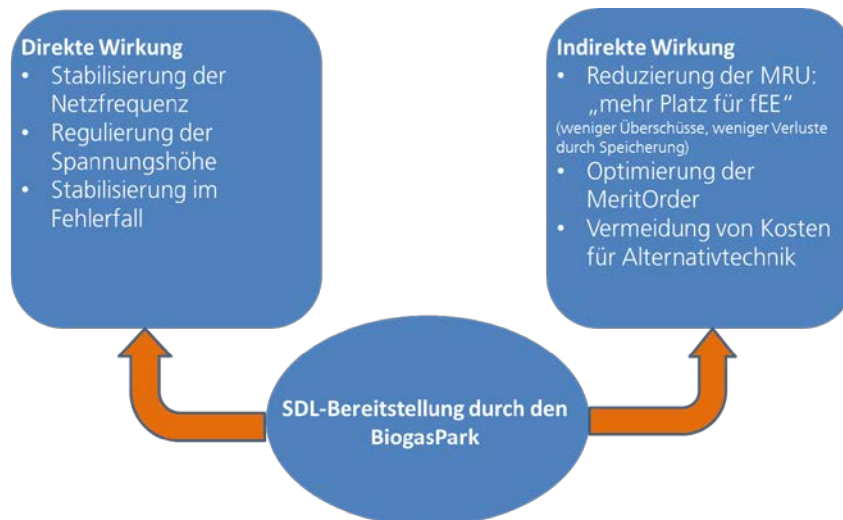 Direkte Wirkung
• Stabilisierung der
Netzfrequenz
• Regulierung der
Spannungshöhe
• Stabilisierung im
Fehlerfall
Indirekte Wirkung
• Reduzierung der MRU:
„mehr Platz für fEE“
(weniger Überschüsse, weniger Verluste
durch Speicherung)
• Optimierung der
MeritOrder
• Vermeidung von Kosten
für Alternativtechnik
SDL-Bereitstellung durch den
BiogasPark